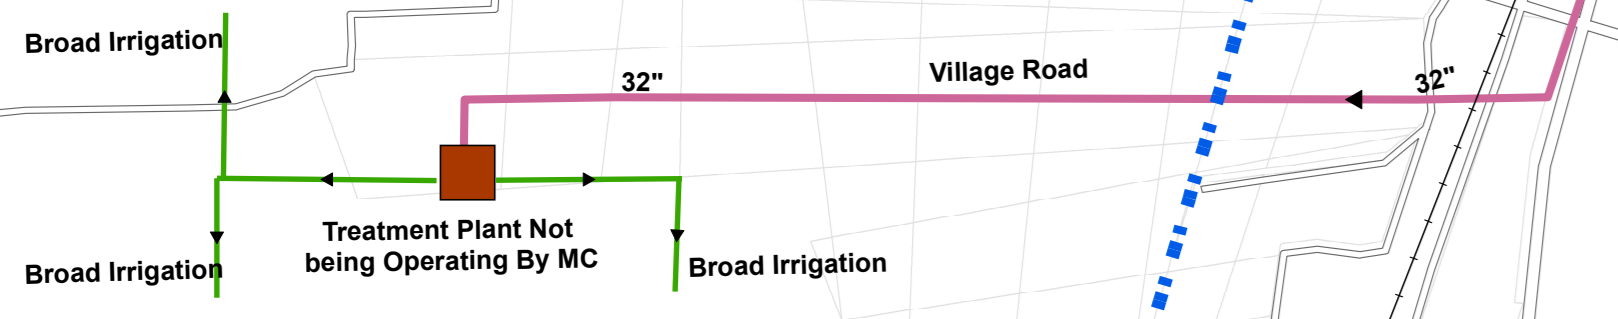 Broad Irrigation
32"
Village Road
32"
Treatment Plant Not
being Operating By MC
Broad Irrigation
Broad Irrigation